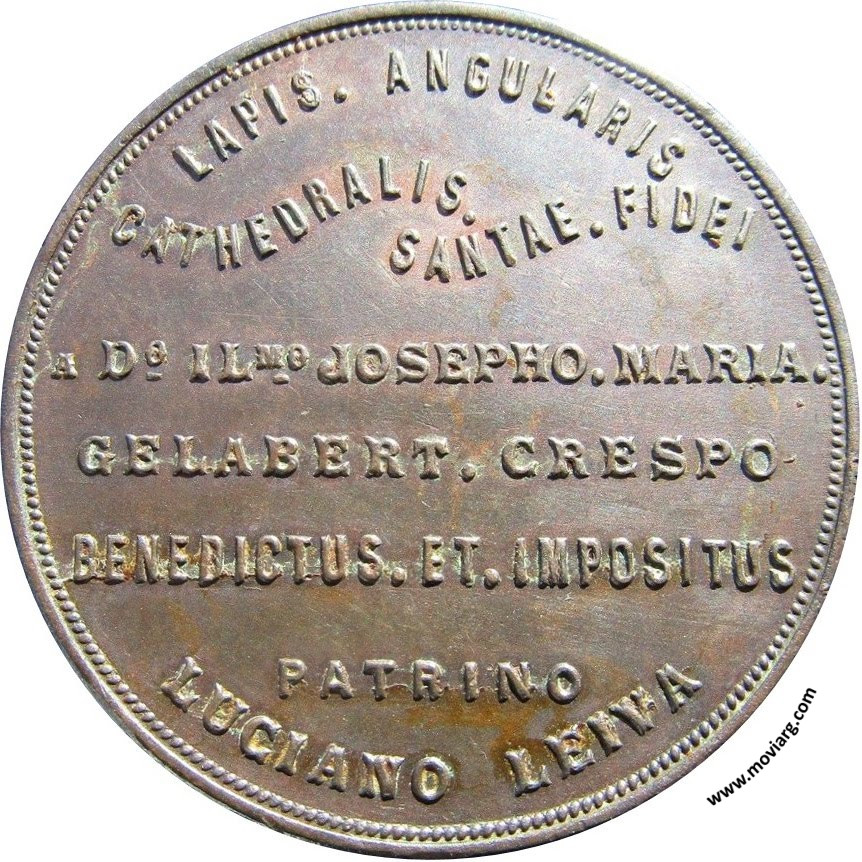 LAPIS. ANGULARIS
CATHEDRALIS.
SANTAE. FIDEI
A Dº ILMº JOSEPHO. MARIA.
GELABERT. CRESPO
BENEDICTUS. ET. IMPOSITUS
PATRINO
LUCIANO LEIVA
www.moviarg.com